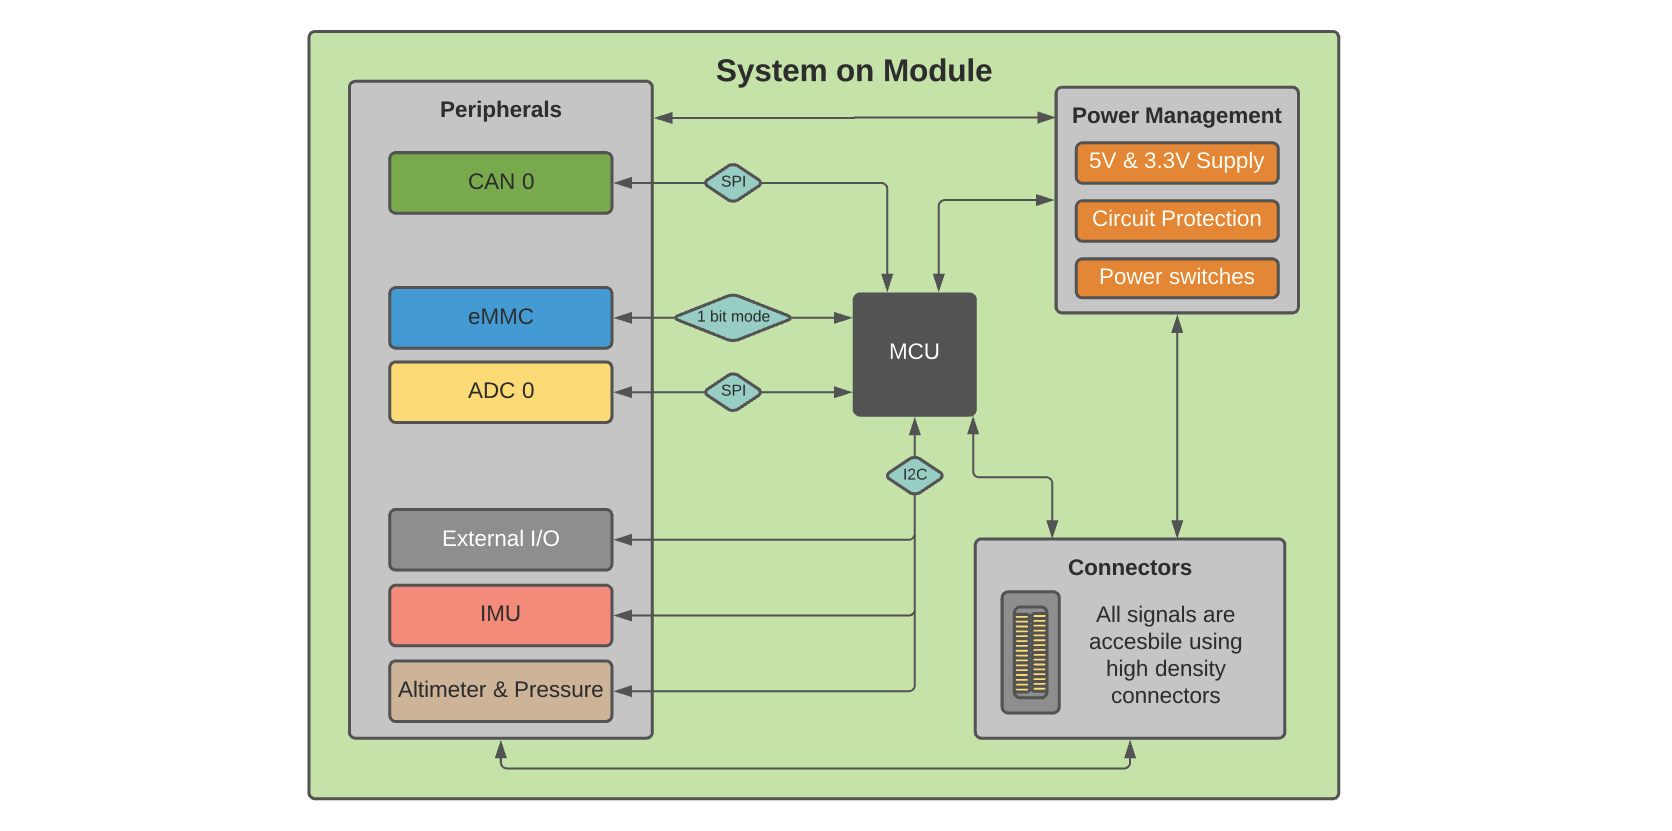 System on Module
Peripherals
CAN 0
eMMC
ADC 0
External I/O
IMU
Altimeter & Pressure
SPI
1 bit mode
SPI
I2C
MCU
Power Management
5V & 3.3V Supply
Circuit Protection
Power switches
Connectors
All signals are
accesbile using
high density
connectors